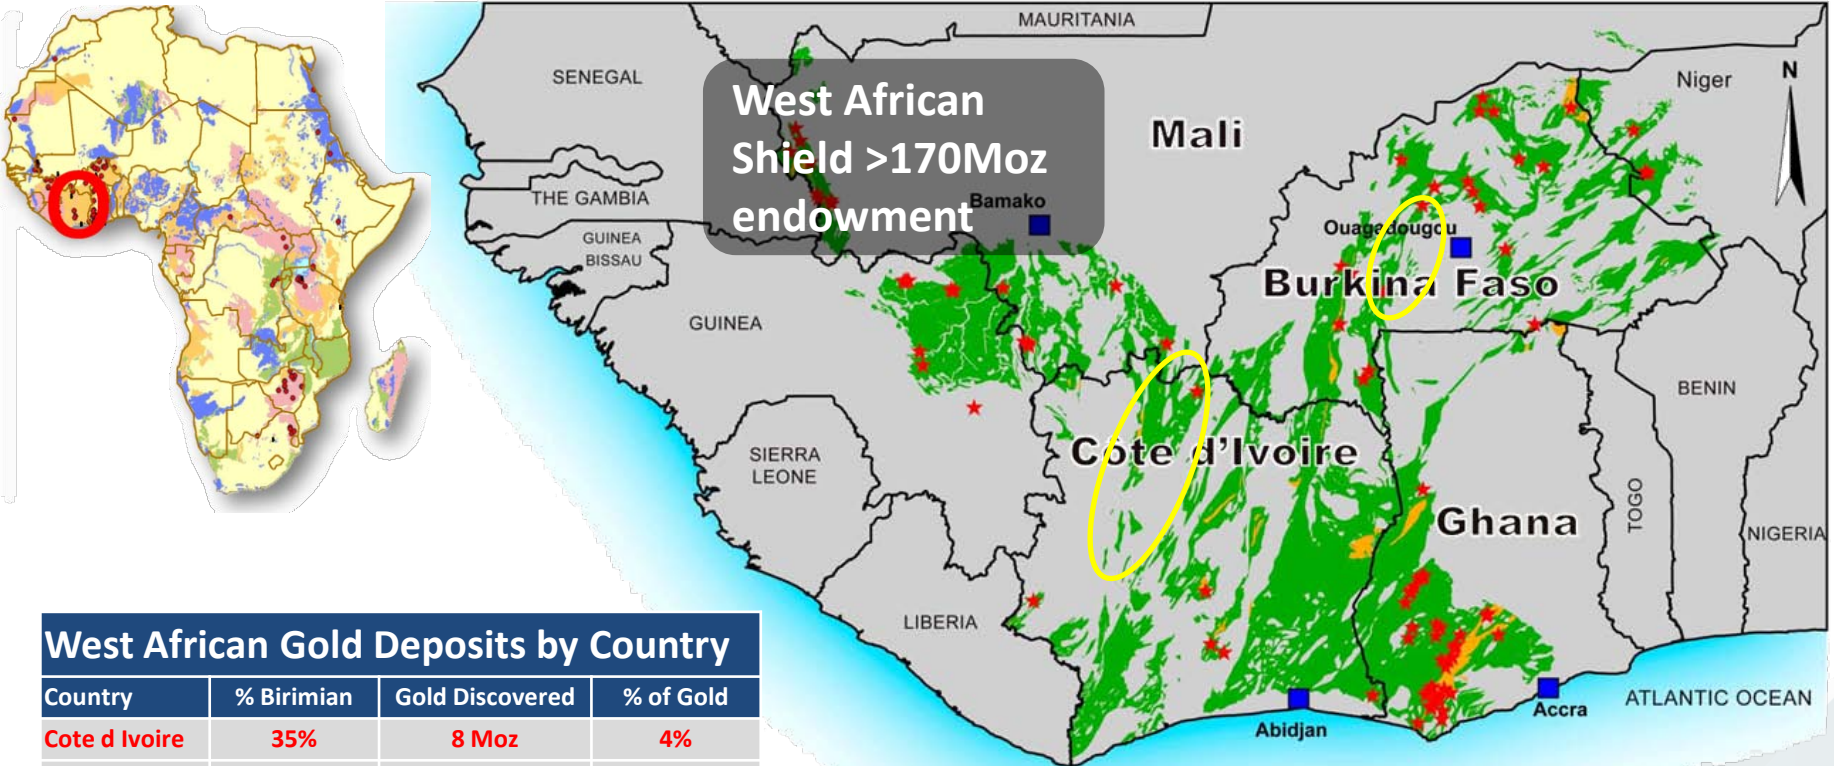 MAURITANIA
SENEGAL
Niger
N
West African
Shield >170Moz
endowment
Mali
THE GAMBIA
Bamako
GUINEA
BISSAU
Ouagadougou
Burkina Faso
GUINEA
BENIN
SIERRA
LEONE
Côte d'Ivoire
Ghana
TOGO
NIGERIA
LIBERIA
ATLANTIC OCEAN
Accra
Abidjan
West African Gold Deposits by Country
Country % Birimian Gold Discovered % of Gold
Cote d Ivoire 35% 8 Moz 4%